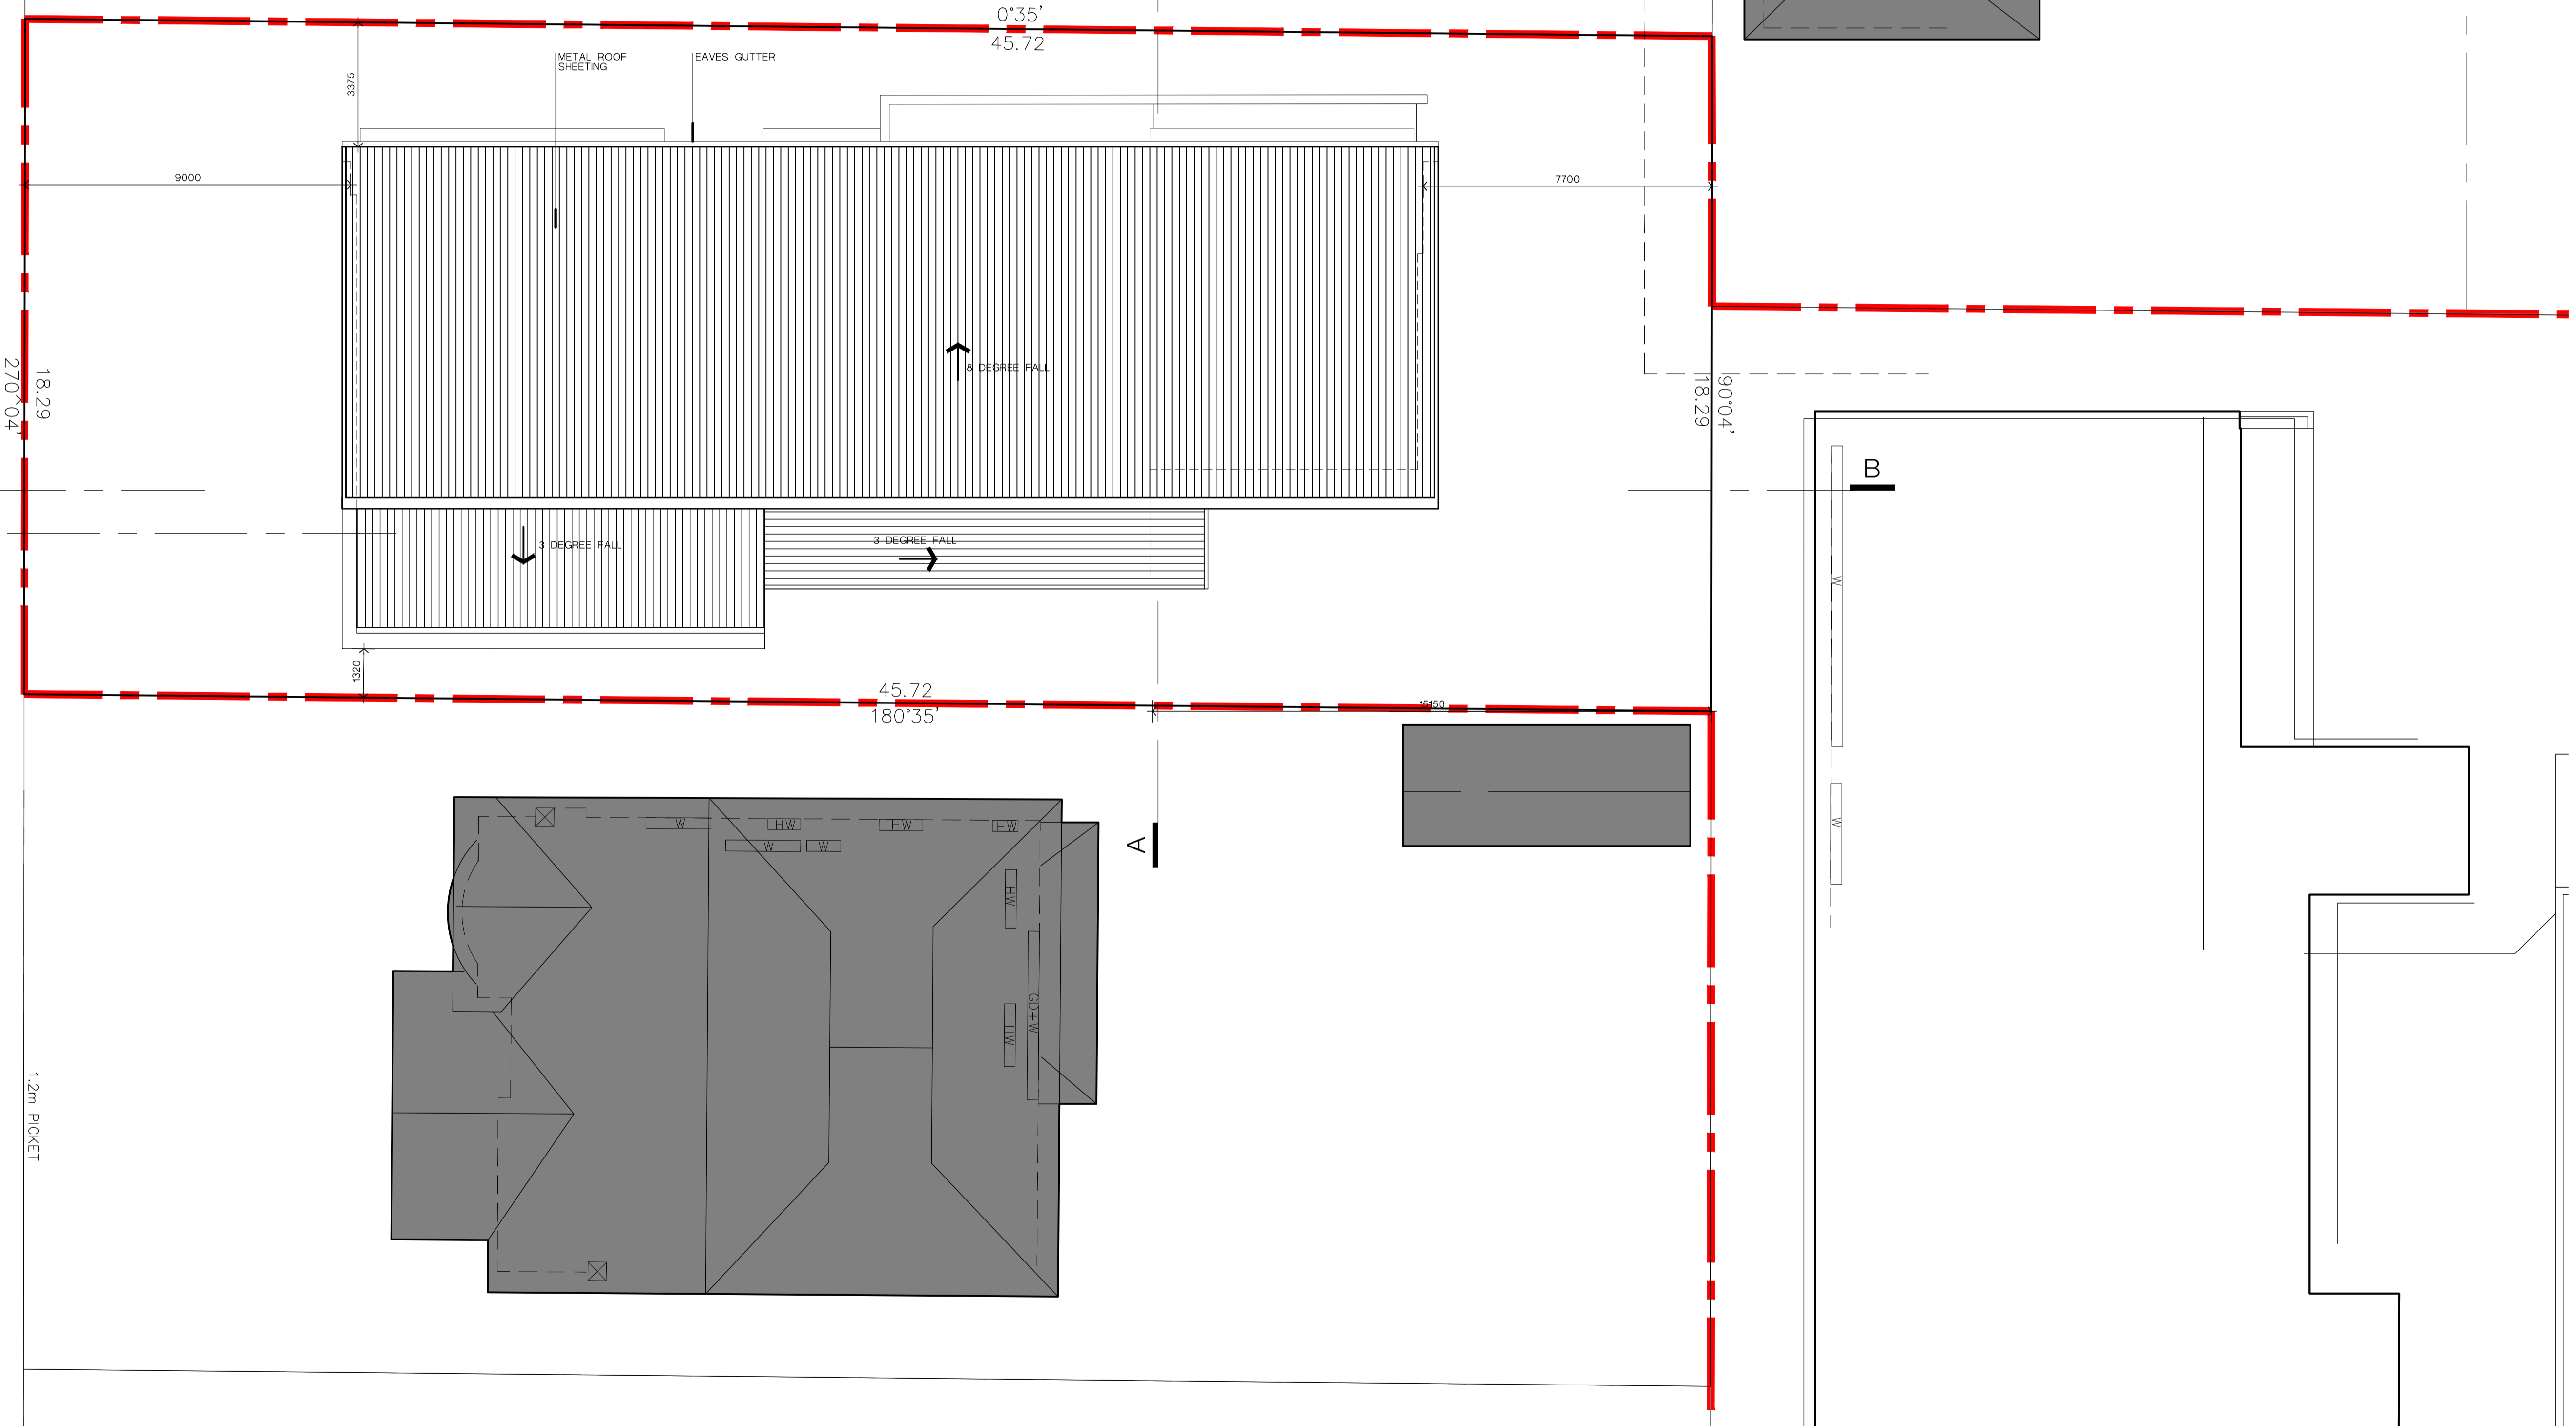 0°35'
45.72
METAL ROOF
SHEETING
EAVES GUTTER
3375
9000
7700
8 DEGREE FALL
18.29
270°04'
90°04'
18.29
B
3 DEGREE FALL
3 DEGREE FALL
W
1320
45.72
180°35'
15150
W
HW
HW
HW
W
W
W
A
HW
GD+W
HW
1.2m PICKET